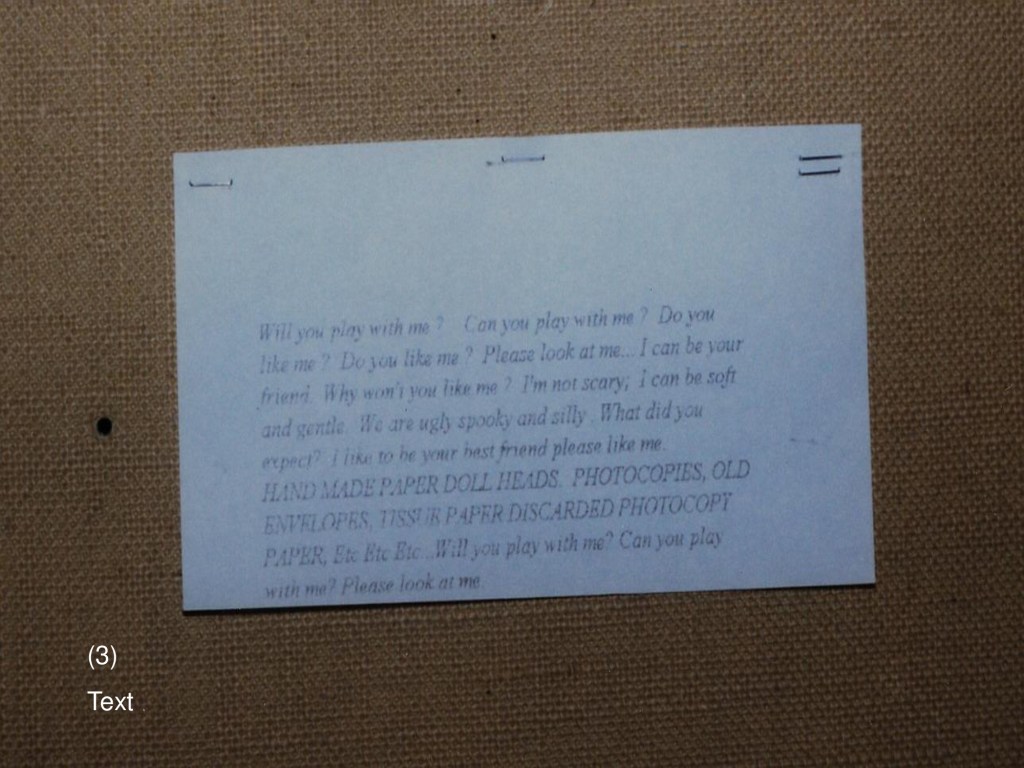 Will you play with me ? Can you play with me ? Do you
like me ? Do you like me ? Please look at me... I can be your
friend. Why won't you like me ? I'm not scary; I can be soft
and gentle. We are ugly spooky and silly . What did you
expect? I like to be your best friend please like me.
HAND MADE PAPER DOLL HEADS. PHOTOCOPIES, OLD
ENVELOPES, TISSUE PAPER DISCARDED PHOTOCOPY
PAPER, Etc Etc Etc...Will you play with me? Can you play
with me? Please look at me.
(3)
Text